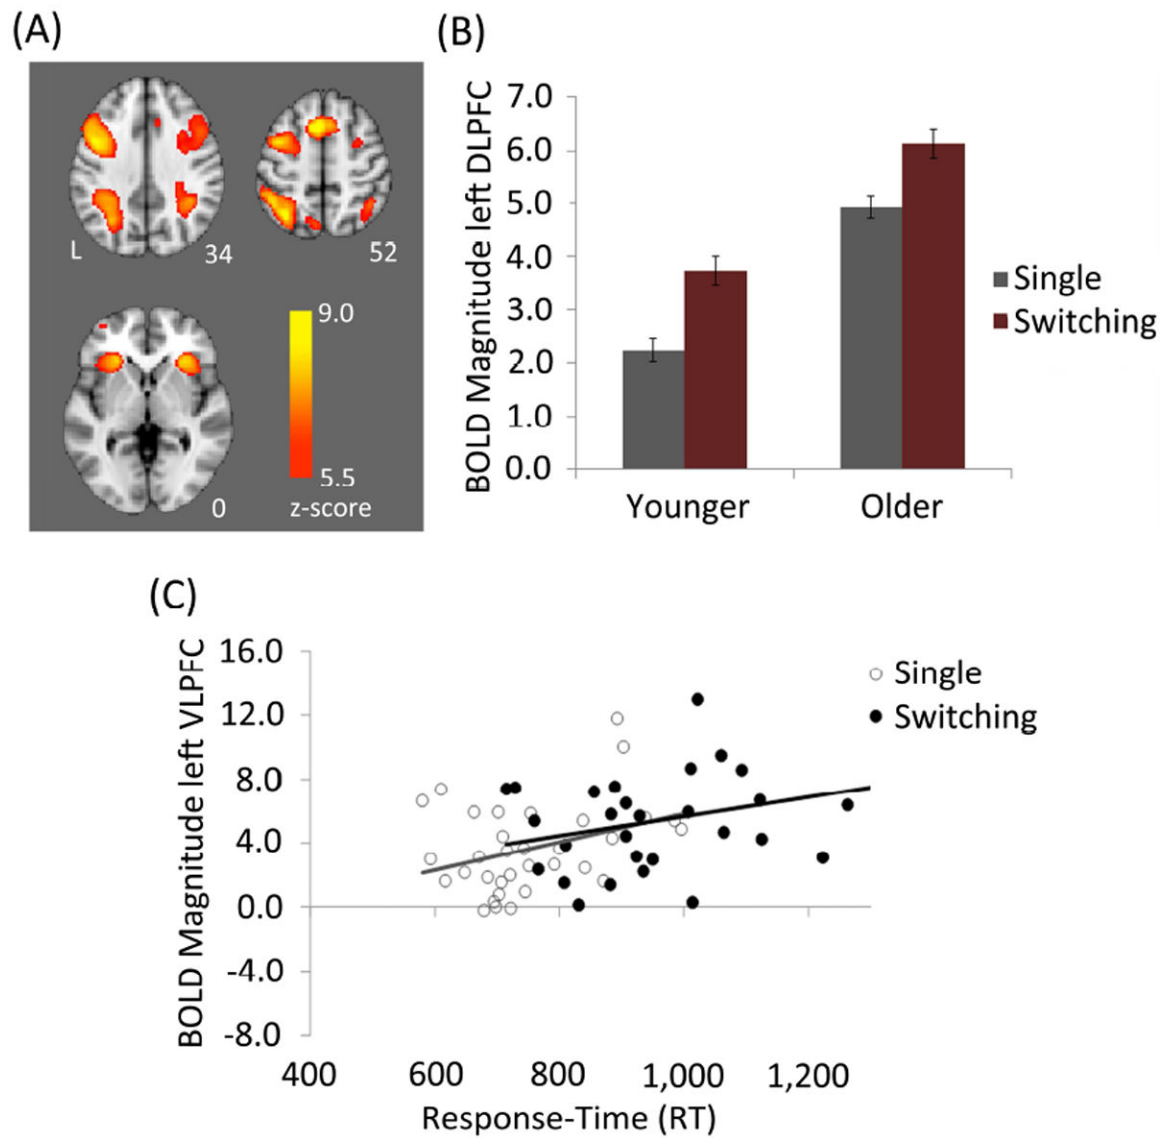 (A)
L
34
52
9.0
5.5
z-score
0
(B)
BOLD Magnitude left DLPFC
7.0
6.0
5.0
4.0
3.0
2.0
1.0
0.0
Younger
Older
Single
Switching
(C)
BOLD Magnitude left VLPFC
16.0
12.0
8.0
4.0
0.0
-4.0
-8.0
400
600
800
1,000
1,200
Response-Time (RT)
Single
Switching